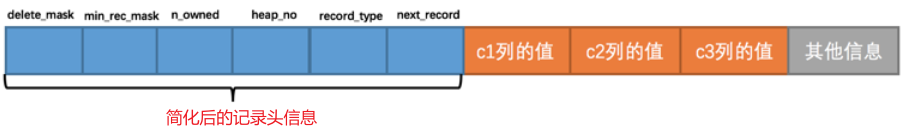 delete_mask min_rec_mask n_owned heap_no record_type next_record
c1列的值 c2列的值 c3列的值 其他信息
简化后的记录头信息